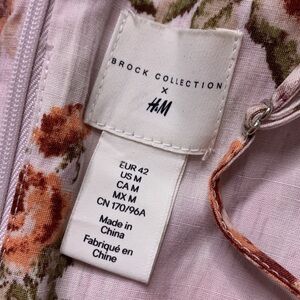 BROCK COLLECTION
x
H&M
EUR 42
US M
CA M
MX M
CN 170/96A
Made in
China
Fabriqué en
Chine